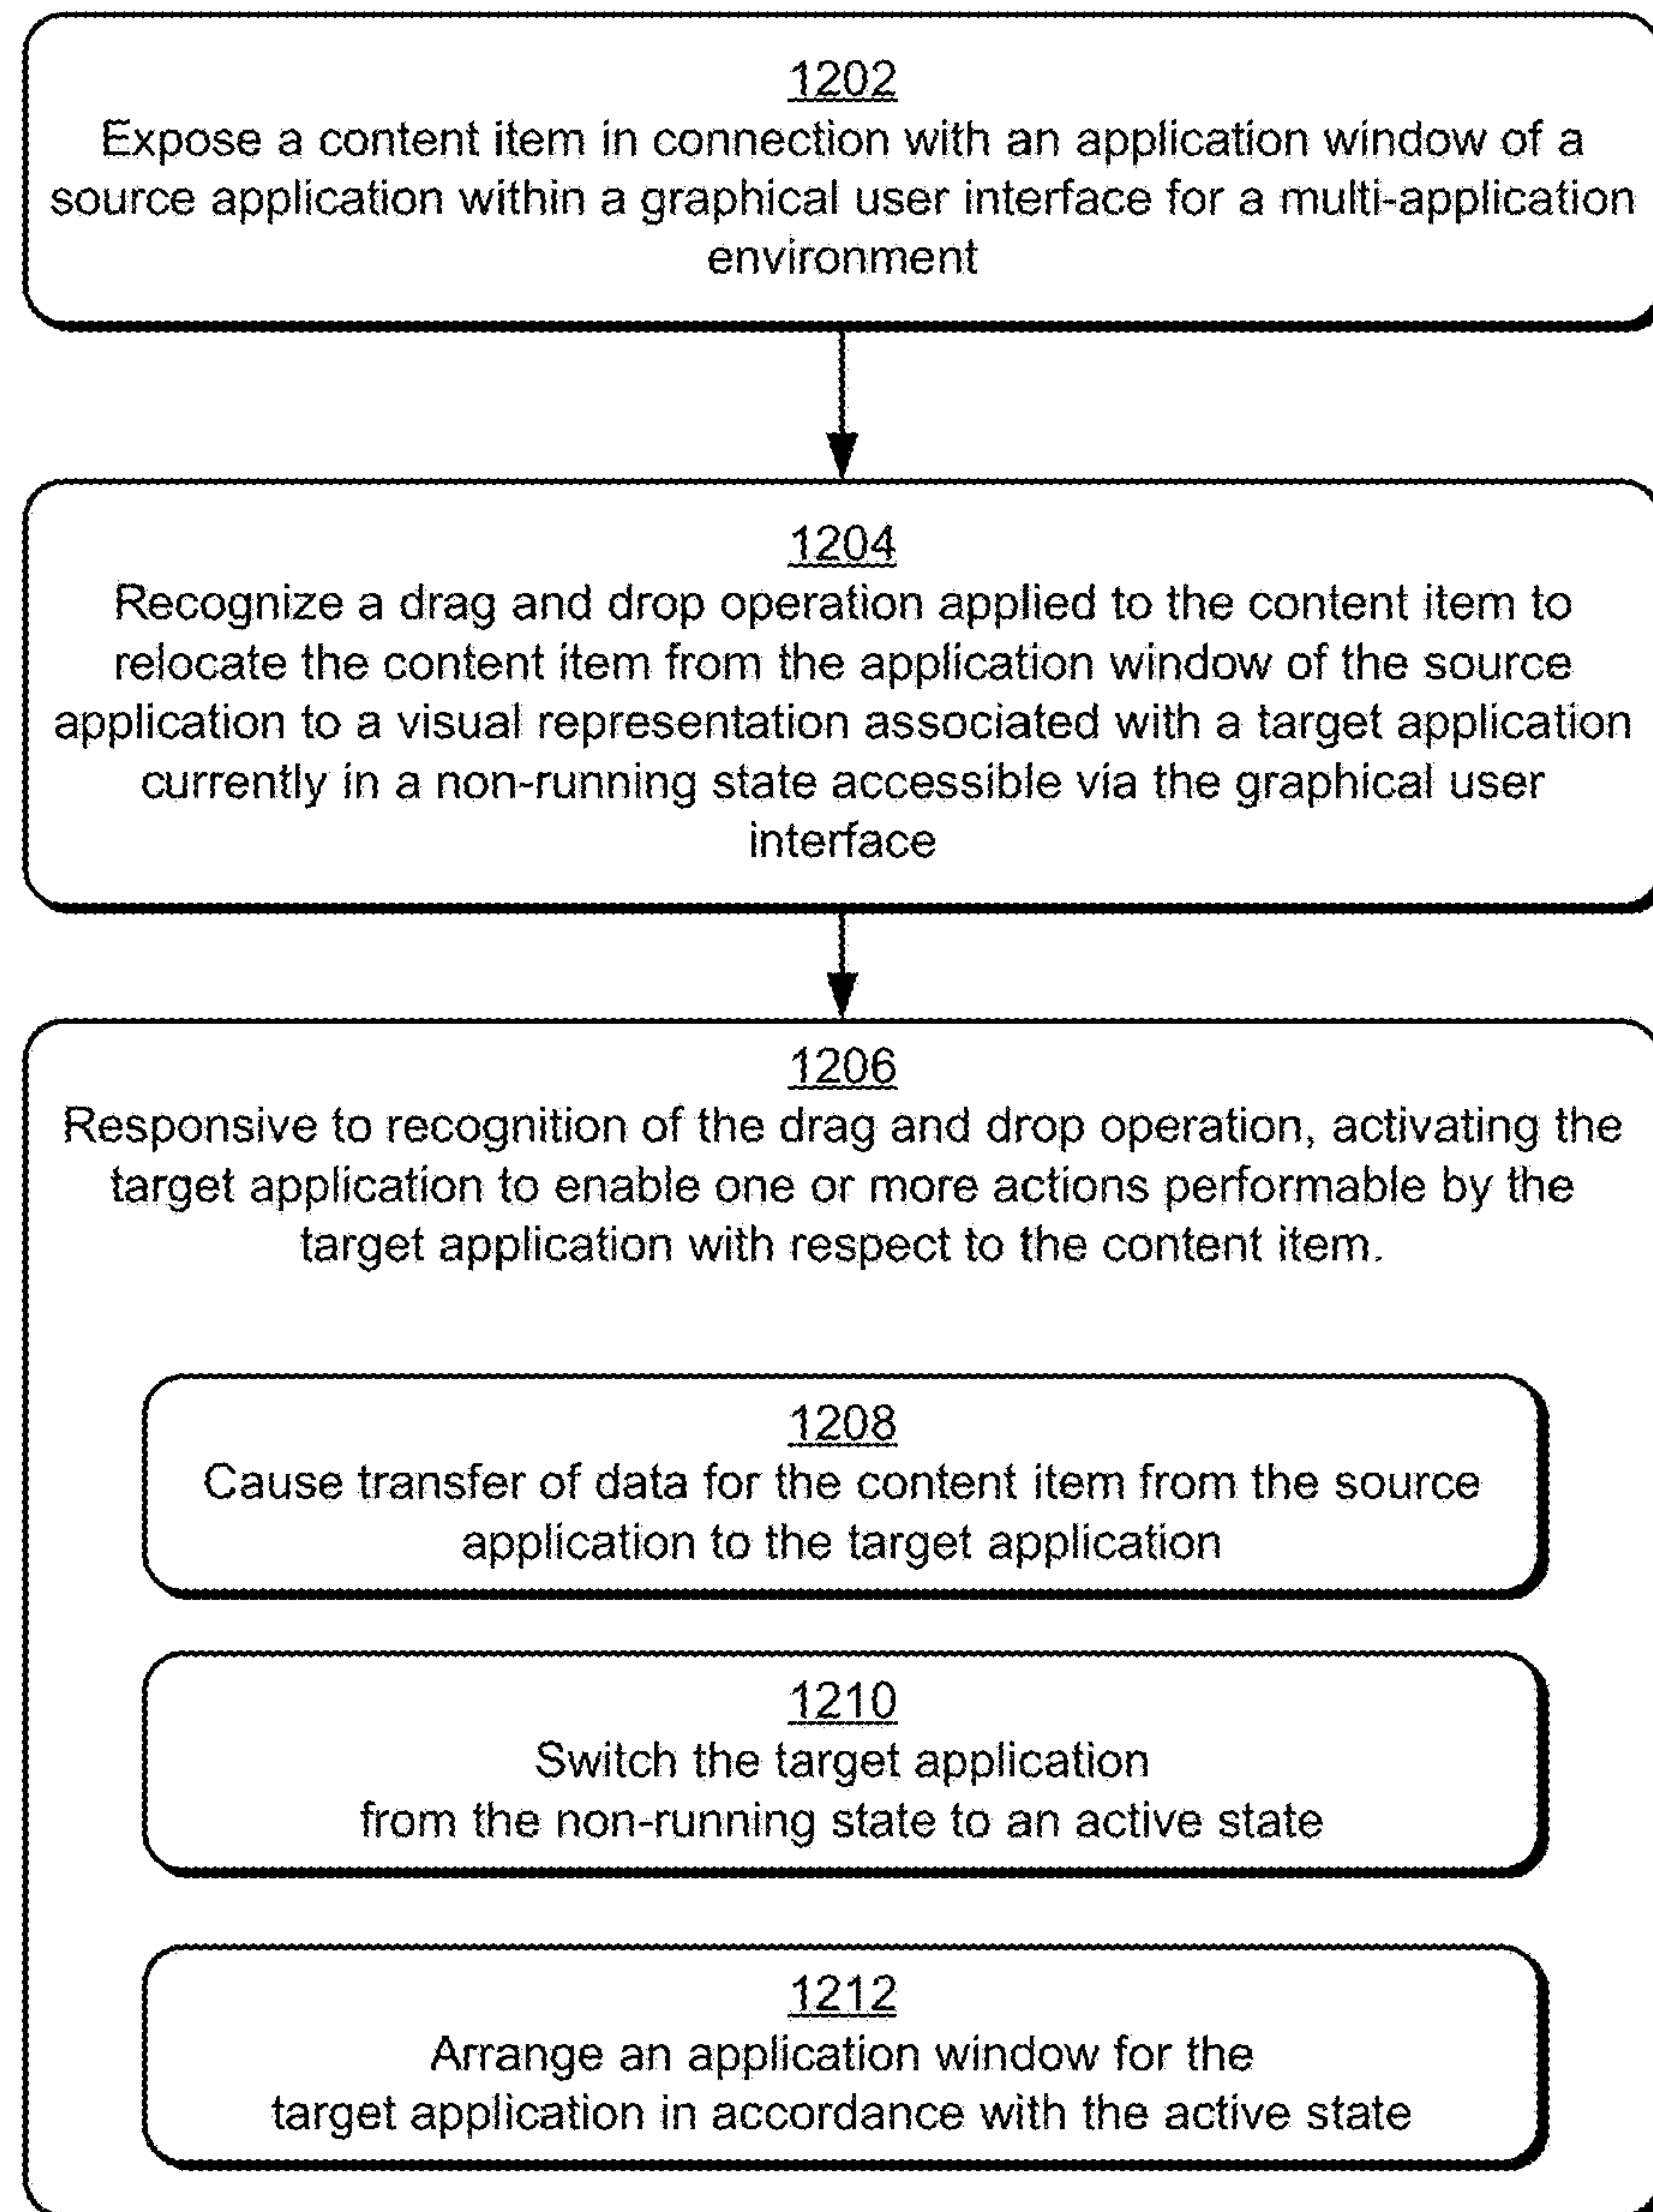 1202
Expose a content item in connection with an application window of a
source application within a graphical user interface for a multi-application
environment
1204
Recognize a drag and drop operation applied to the content item to
relocate the content item from the application window of the source
application to a visual representation associated with a target application
currently in a non-running state accessible via the graphical user
interface
1206
Responsive to recognition of the drag and drop operation, activating the
target application to enable one or more actions performable by the
target application with respect to the content item.
1208
Cause transfer of data for the content item from the source
application to the target application
1210
Switch the target application
from the non-running state to an active state
1212
Arrange an application window for the
target application in accordance with the active state